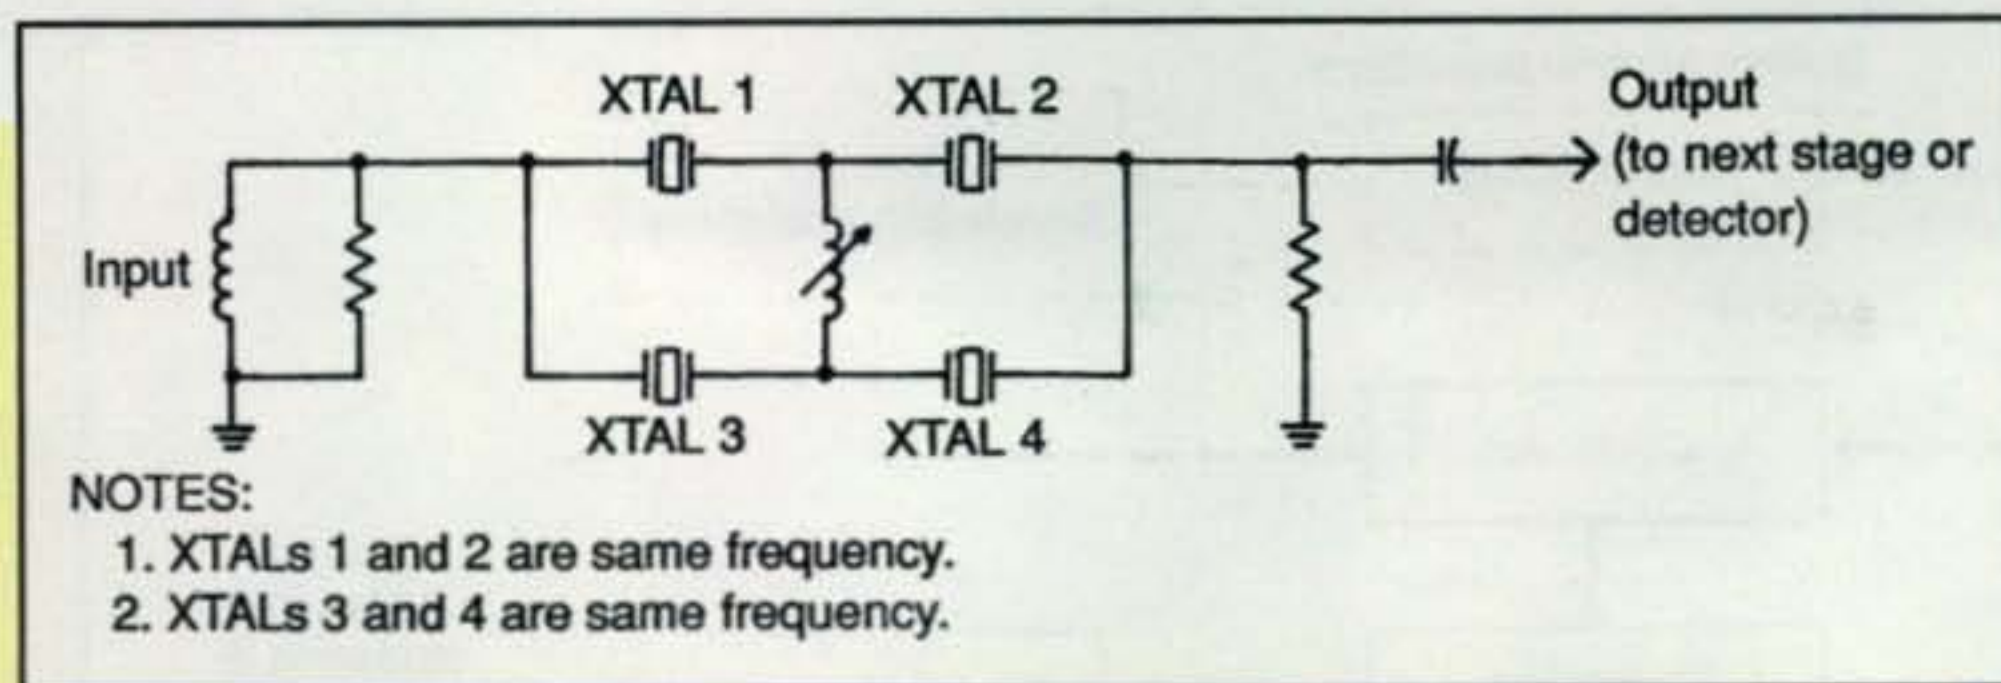 XTAL 1
XTAL 2
Output
(to next stage or
detector)
Input
XTAL 3
XTAL 4
NOTES:
1. XTALs 1 and 2 are same frequency.
2. XTALs 3 and 4 are same frequency.